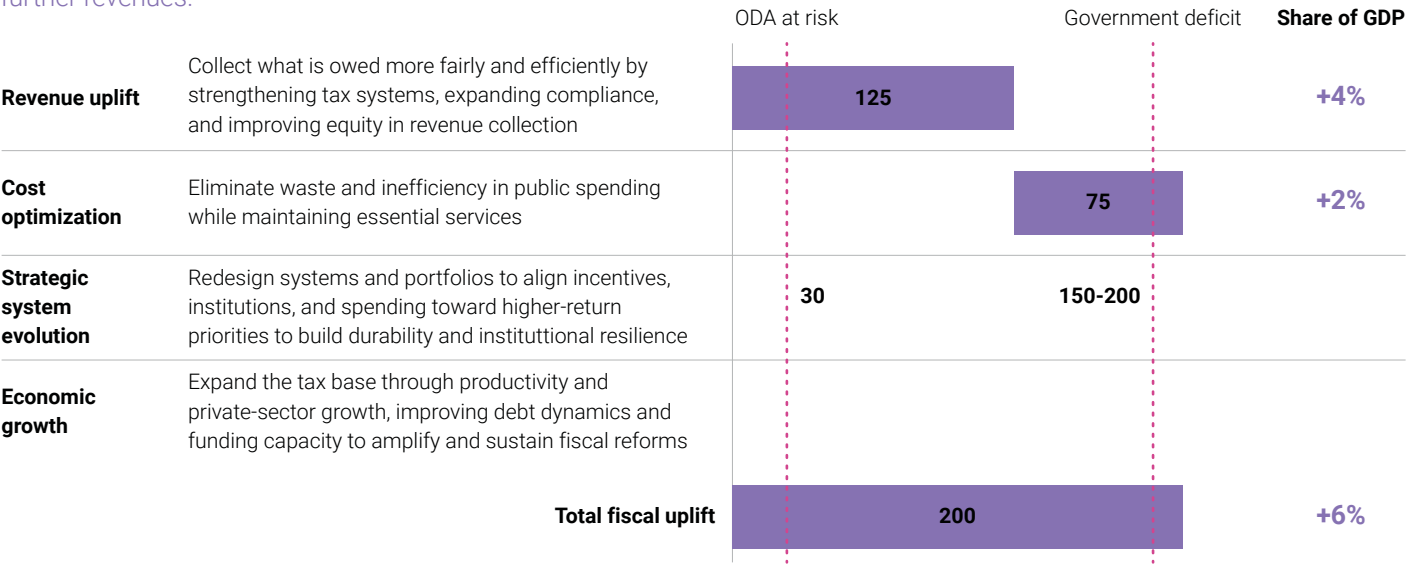 further revenues.
ODA at risk
Government deficit
Share of GDP
Revenue uplift
Collect what is owed more fairly and efficiently by
strengthening tax systems, expanding compliance,
and improving equity in revenue collection
125
+4%
Cost
optimization
Eliminate waste and inefficiency in public spending
while maintaining essential services
75
+2%
Strategic
system
evolution
Redesign systems and portfolios to align incentives,
institutions, and spending toward higher-return
priorities to build durability and instituttional resilience
30
150-200
Economic
growth
Expand the tax base through productivity and
private-sector growth, improving debt dynamics and
funding capacity to amplify and sustain fiscal reforms
Total fiscal uplift
200
+6%